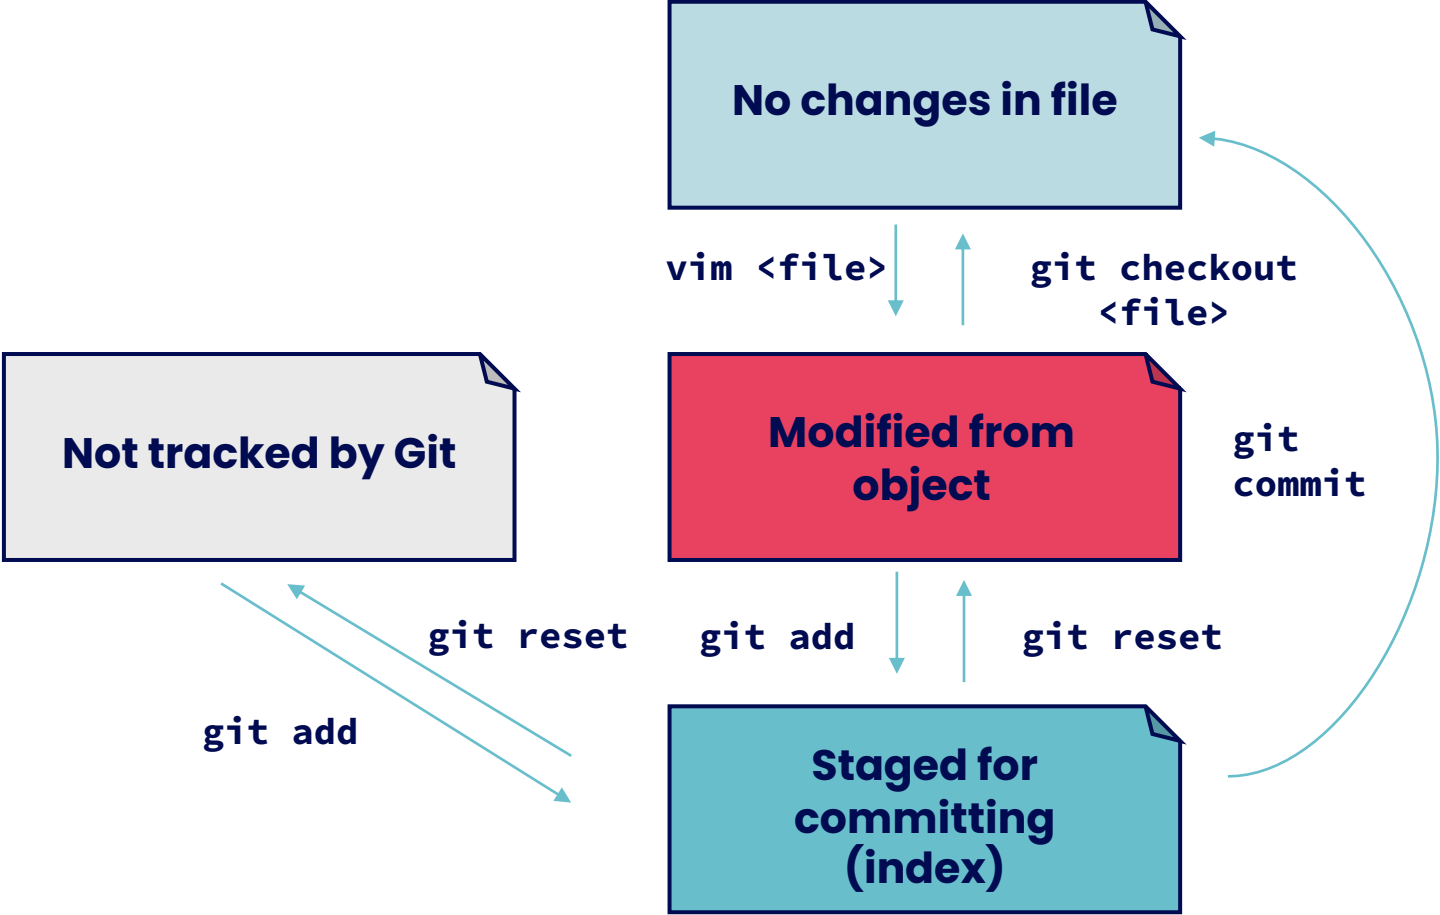 No changes in file
vim <file>
git checkout
<file>
Not tracked by Git
Modified from
object
git
commit
git reset
git add
git reset
git add
Staged for
committing
(index)